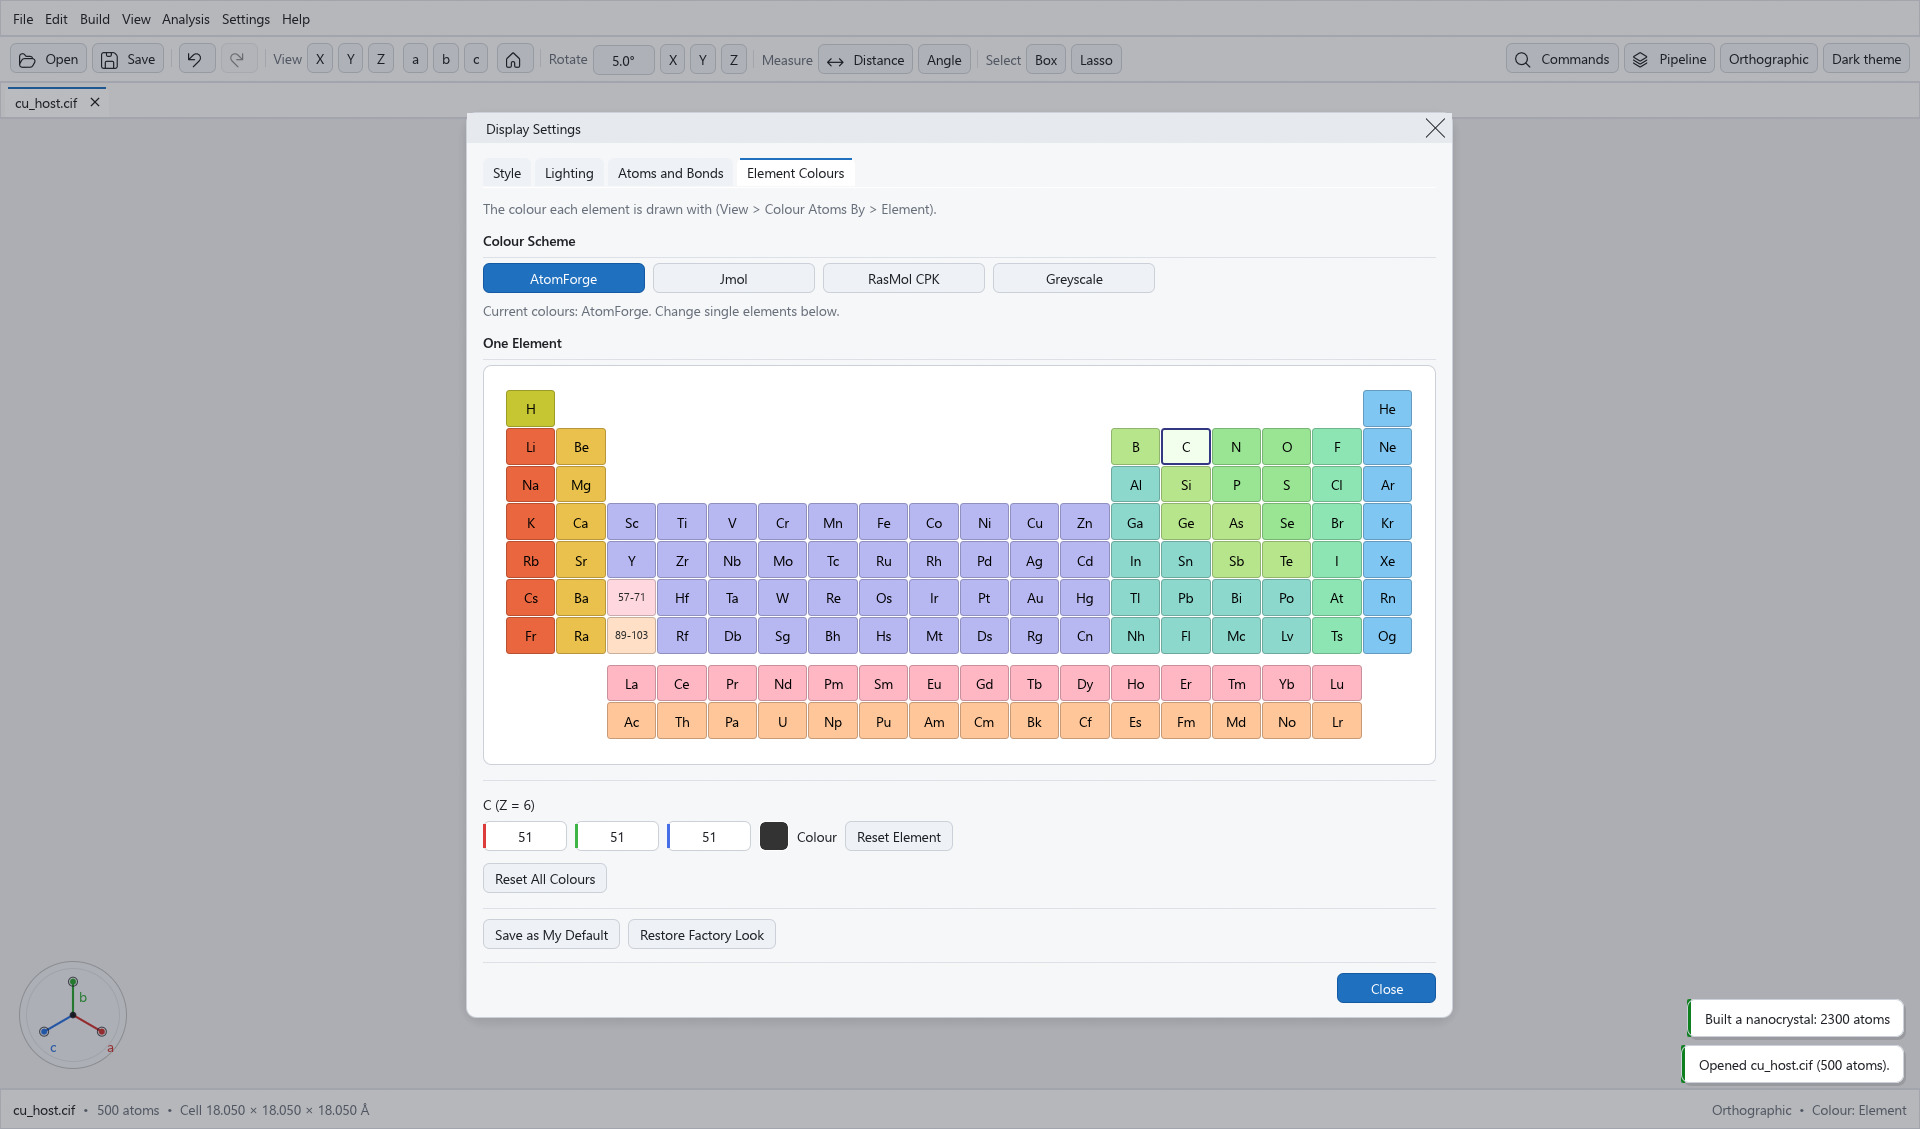 File Edit Build View Analysis Settings Help
Open Save View X Y Z a b c Rotate 5.0° X Y Z Measure Distance Angle Select Box Lasso Commands Pipeline Orthographic Dark theme
cu_host.cif
Display Settings
Style Lighting Atoms and Bonds Element Colours
The colour each element is drawn with (View > Colour Atoms By > Element).
Colour Scheme
AtomForge Jmol RasMol CPK Greyscale
Current colours: AtomForge. Change single elements below.
One Element
H He
Li Be B C N O F Ne
Na Mg Al Si P S Cl Ar
K Ca Sc Ti V Cr Mn Fe Co Ni Cu Zn Ga Ge As Se Br Kr
Rb Sr Y Zr Nb Mo Tc Ru Rh Pd Ag Cd In Sn Sb Te I Xe
Cs Ba 57-71 Hf Ta W Re Os Ir Pt Au Hg Tl Pb Bi Po At Rn
Fr Ra 89-103 Rf Db Sg Bh Hs Mt Ds Rg Cn Nh Fl Mc Lv Ts Og
La Ce Pr Nd Pm Sm Eu Gd Tb Dy Ho Er Tm Yb Lu
Ac Th Pa U Np Pu Am Cm Bk Cf Es Fm Md No Lr
C (Z = 6)
51 51 51 Colour Reset Element
Reset All Colours
Save as My Default Restore Factory Look
Close
b
c a
Built a nanocrystal: 2300 atoms
Opened cu_host.cif (500 atoms).
cu_host.cif • 500 atoms • Cell 18.050 × 18.050 × 18.050 Å Orthographic • Colour: Element